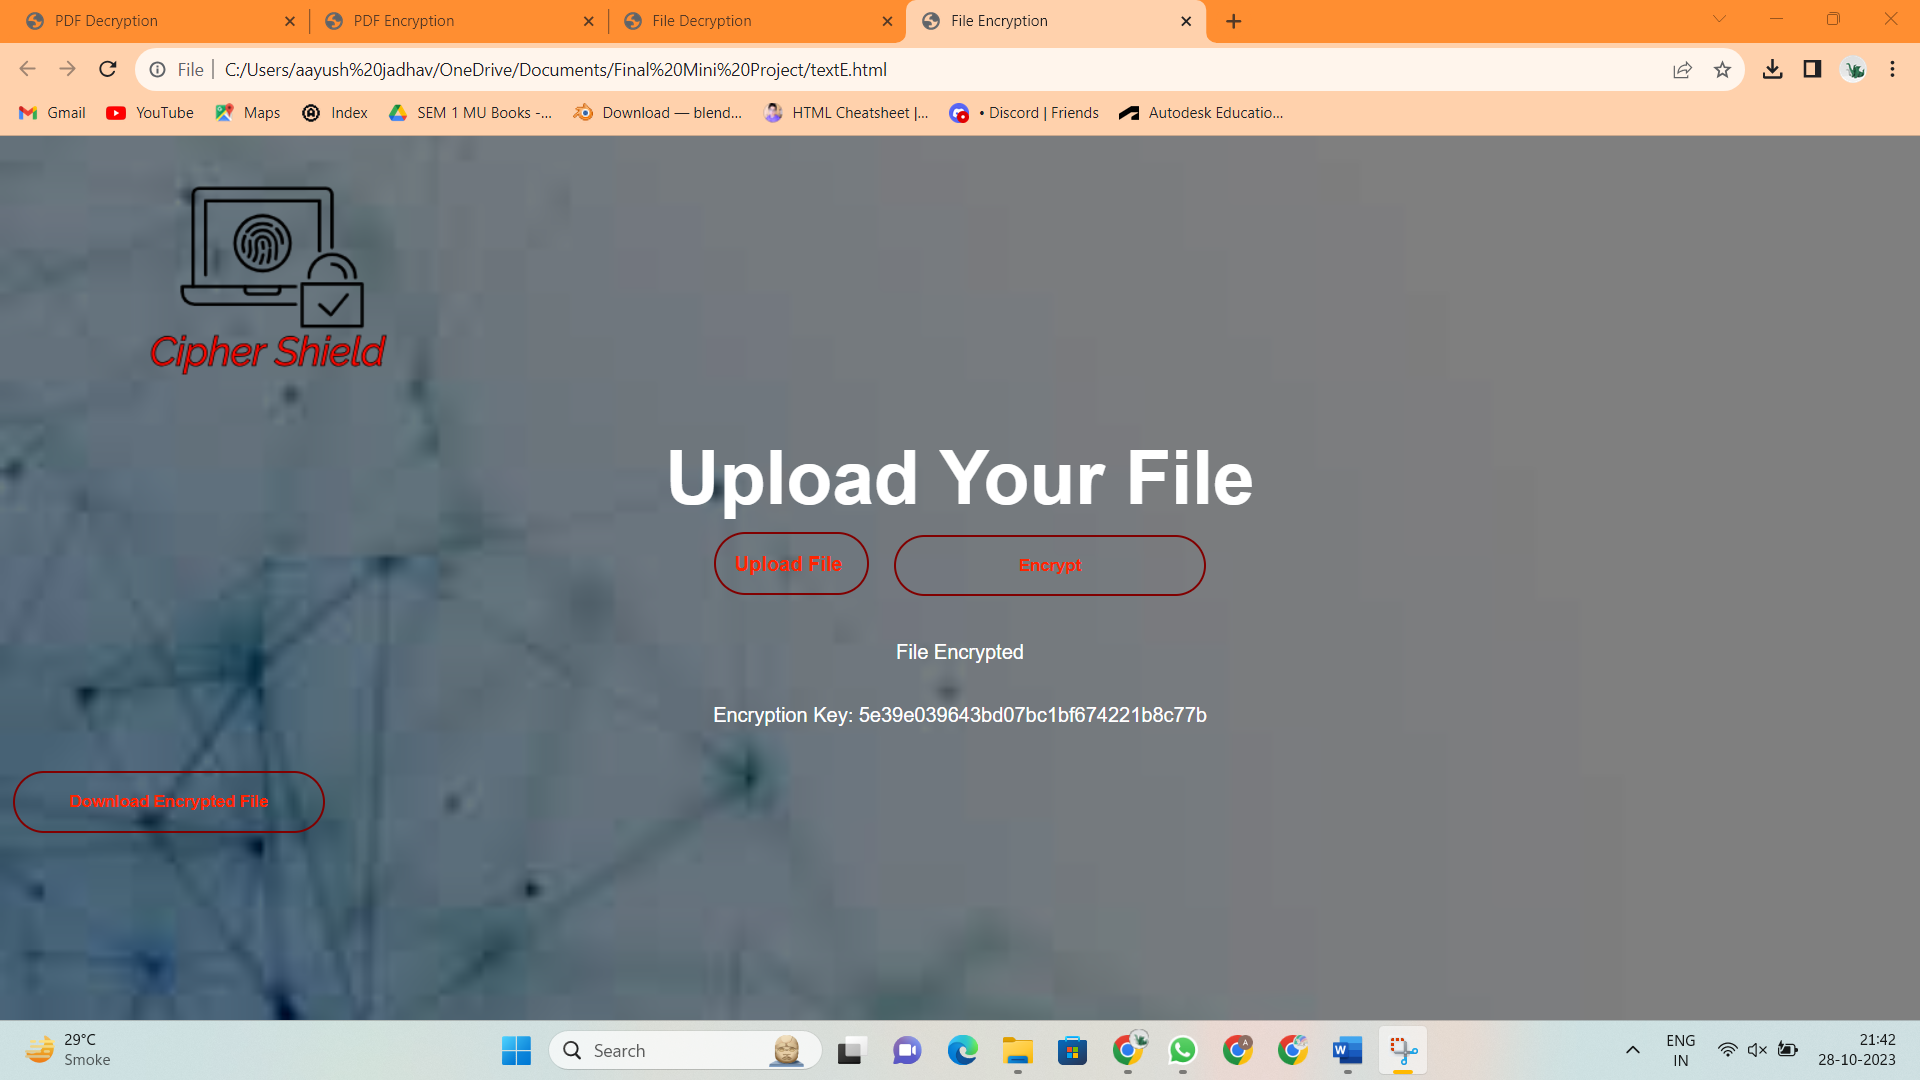 PDF Decryption
PDF Encryption
File Decryption
File Encryption
File
C:/Users/aayush%20jadhav/OneDrive/Documents/Final%20Mini%20Project/textE.html
Gmail
YouTube
Maps
Index
SEM 1 MU Books -...
Download — blend...
HTML Cheatsheet |...
• Discord | Friends
Autodesk Educatio...
Cipher Shield
Upload Your File
Upload File
Encrypt
File Encrypted
Encryption Key: 5e39e039643bd07bc1bf674221b8c77b
Download Encrypted File
29°C
Smoke
Search
ENG
IN
21:42
28-10-2023